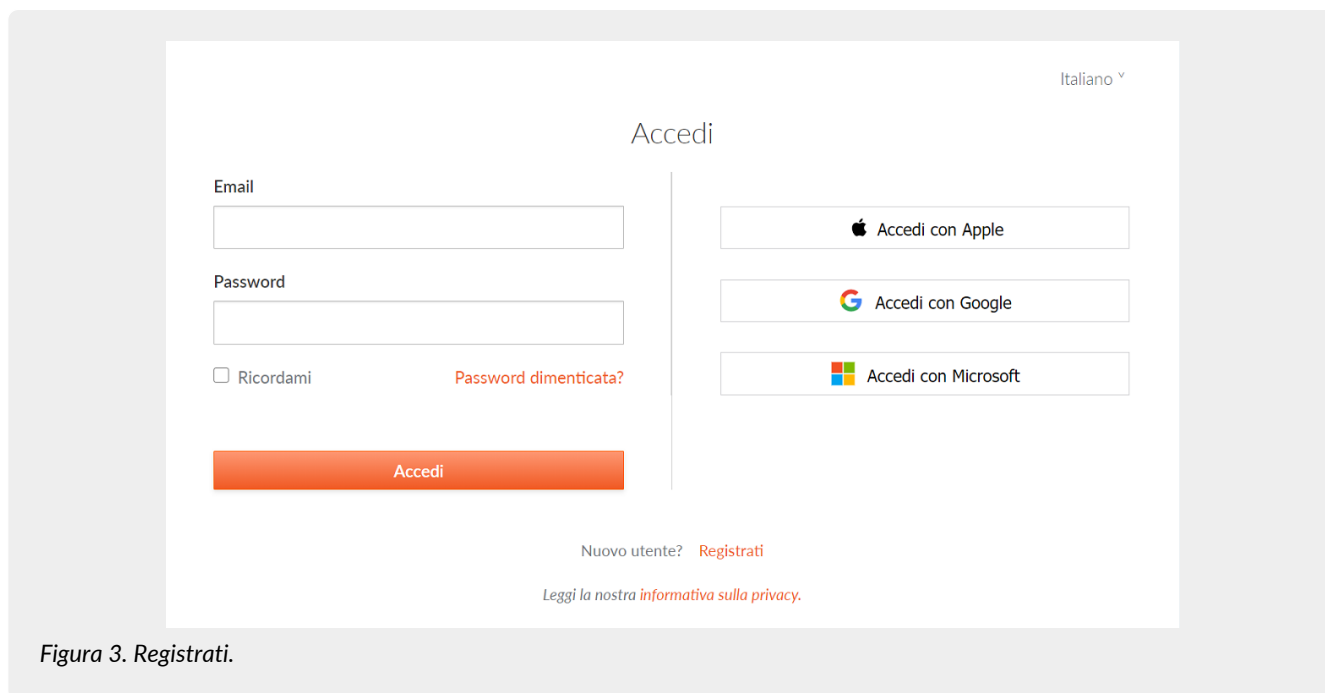 Italiano ˅
Accedi
Email
Password
Ricordami Password dimenticata?
Accedi
Accedi con Apple
Accedi con Google
Accedi con Microsoft
Nuovo utente? Registrati
Leggi la nostra informativa sulla privacy.
Figura 3. Registrati.